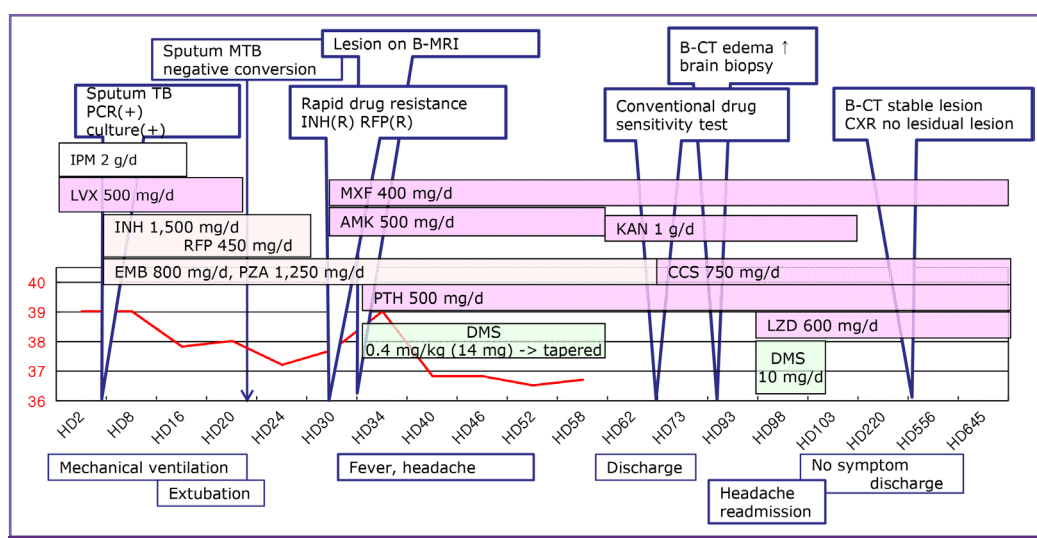 Sputum MTB
negative conversion
Lesion on B-MRI
B-CT edema ↑
brain biopsy
Sputum TB
PCR(+)
culture(+)
Rapid drug resistance
INH(R) RFP(R)
Conventional drug
sensitivity test
B-CT stable lesion
CXR no lesidual lesion
IPM 2 g/d
LVX 500 mg/d
MXF 400 mg/d
INH 1,500 mg/d
RFP 450 mg/d
AMK 500 mg/d
KAN 1 g/d
EMB 800 mg/d, PZA 1,250 mg/d
CCS 750 mg/d
PTH 500 mg/d
LZD 600 mg/d
DMS
0.4 mg/kg (14 mg) -> tapered
DMS
10 mg/d
40
39
38
37
36
HD2
HD8
HD16
HD20
HD24
HD30
HD34
HD40
HD46
HD52
HD58
HD62
HD73
HD93
HD98
HD103
HD220
HD556
HD645
Mechanical ventilation
Extubation
Fever, headache
Discharge
Headache
readmission
No symptom
discharge